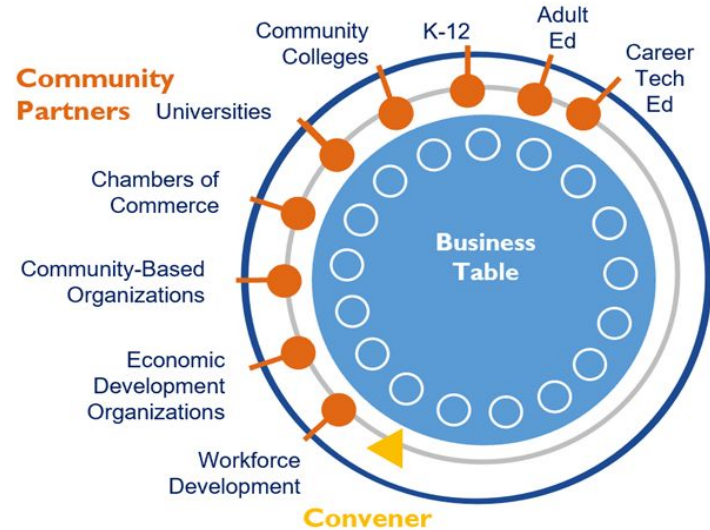 Community
Partners
Community
Colleges
K-12
Adult
Ed
Career
Tech
Ed
Universities
Chambers of
Commerce
Community-Based
Organizations
Economic
Development
Organizations
Workforce
Development
Convener
Business
Table